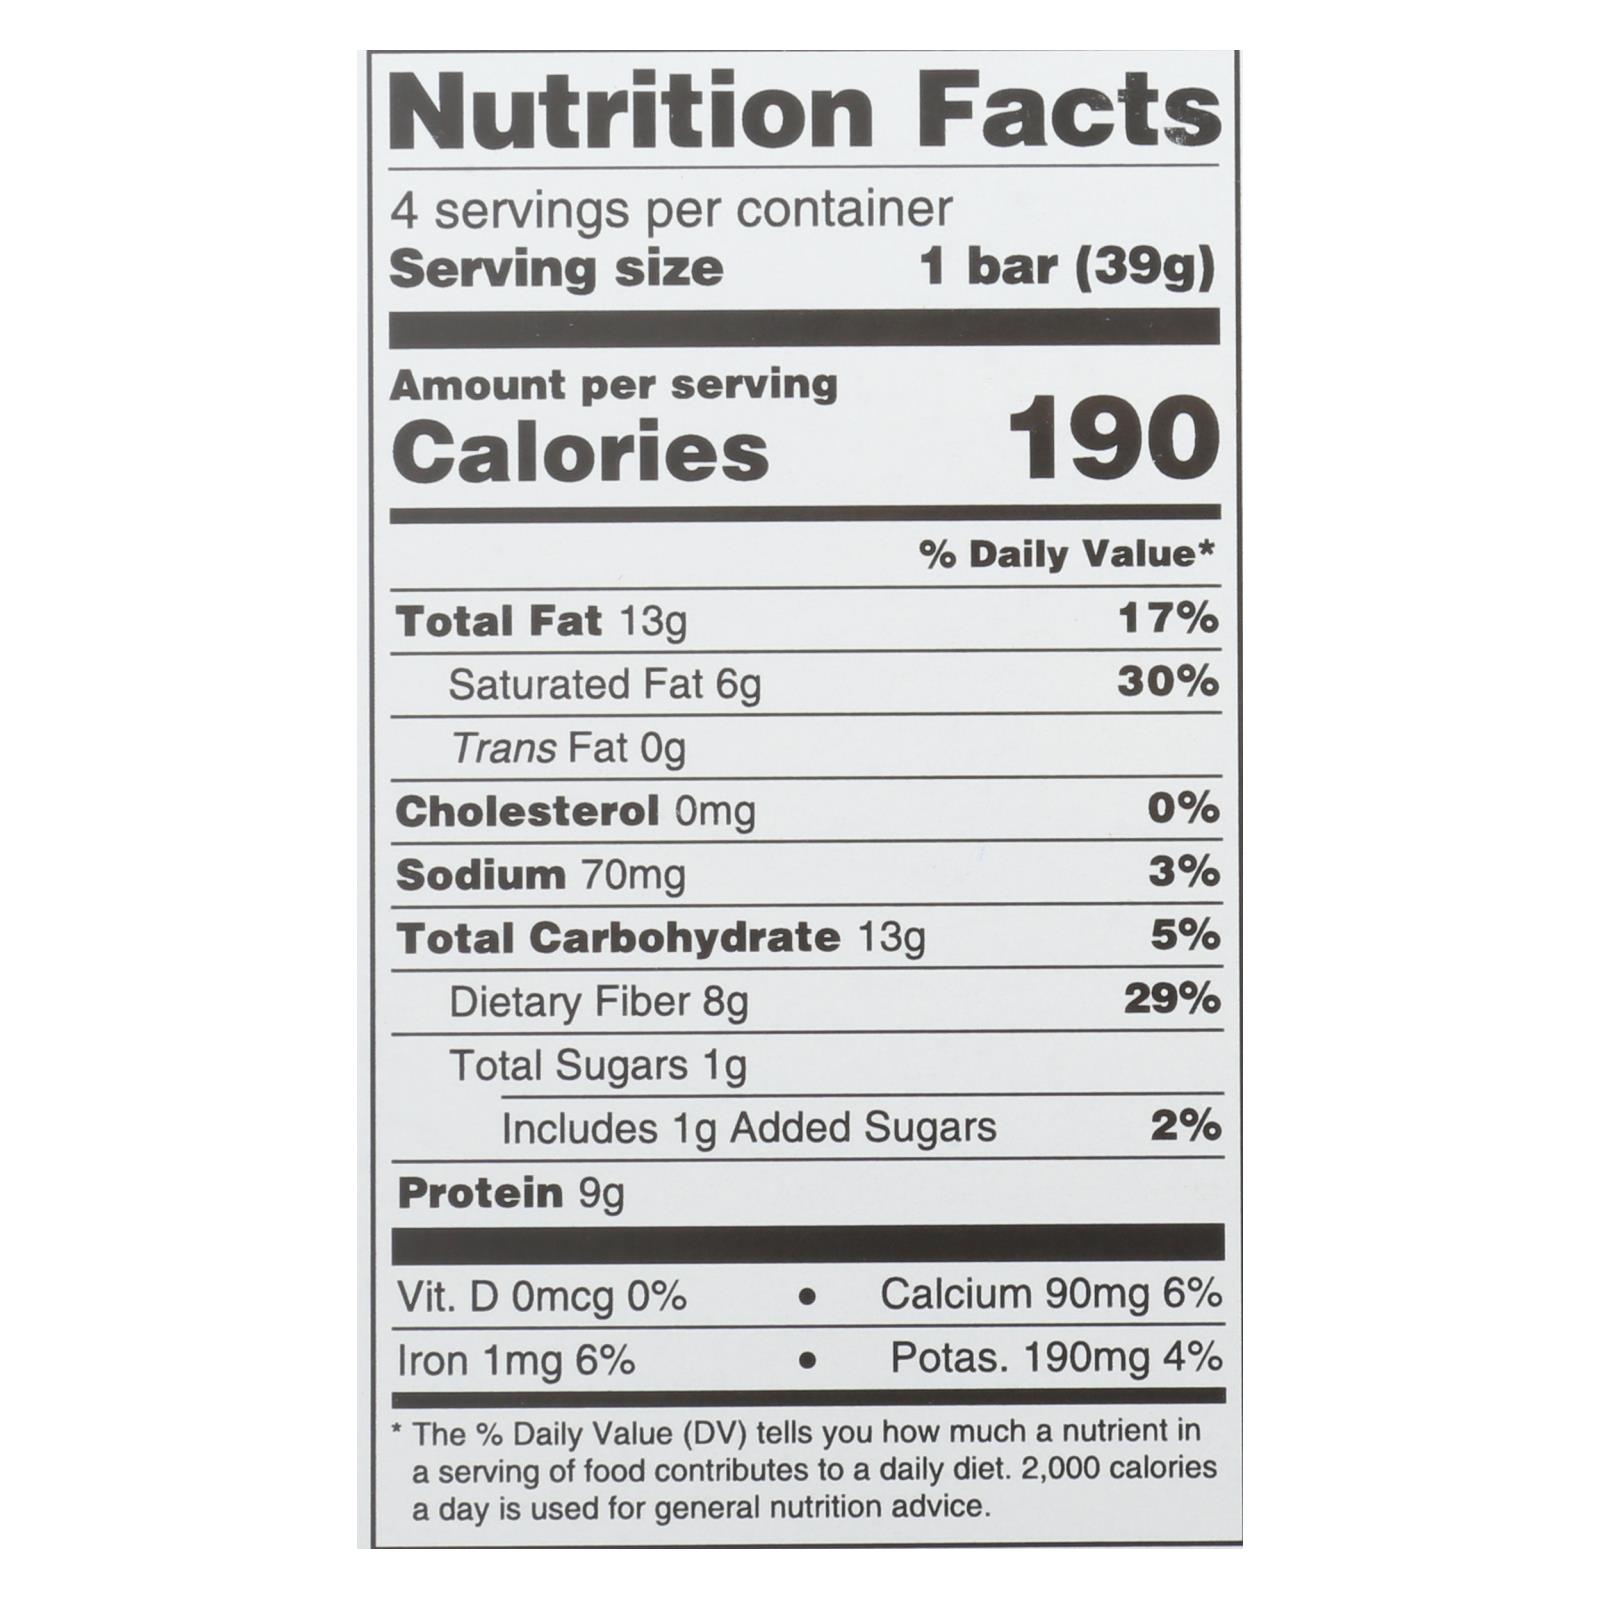 Nutrition Facts
4 servings per container
Serving size 1 bar (39g)
Amount per serving
Calories 190
% Daily Value*
Total Fat 13g 17%
Saturated Fat 6g 30%
Trans Fat 0g
Cholesterol 0mg 0%
Sodium 70mg 3%
Total Carbohydrate 13g 5%
Dietary Fiber 8g 29%
Total Sugars 1g
Includes 1g Added Sugars 2%
Protein 9g
Vit. D 0mcg 0% • Calcium 90mg 6%
Iron 1mg 6% • Potas. 190mg 4%
* The % Daily Value (DV) tells you how much a nutrient in
a serving of food contributes to a daily diet. 2,000 calories
a day is used for general nutrition advice.